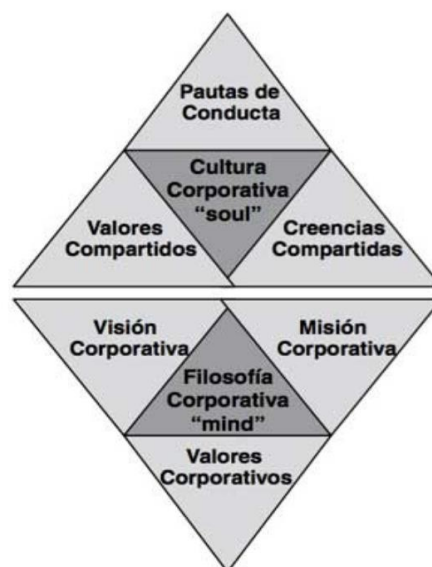 Pautas de
Conducta
Cultura
Corporativa
“soul”
Valores
Compartidos
Creencias
Compartidas
Visión
Corporativa
Misión
Corporativa
Filosofía
Corporativa
“mind”
Valores
Corporativos